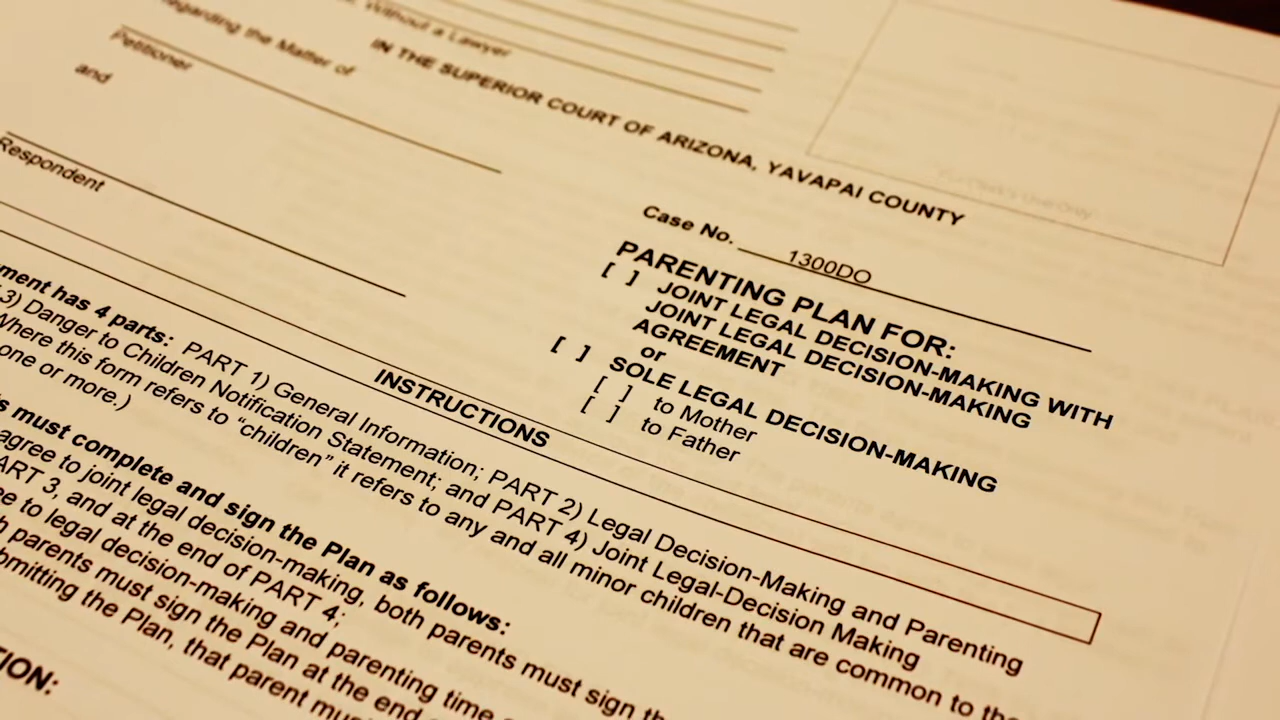 Without a Lawyer
IN THE SUPERIOR COURT OF ARIZONA, YAVAPAI COUNTY
regarding the Matter of
Petitioner
and
Respondent
Case No. 1300DO
PARENTING PLAN FOR:
[ ] JOINT LEGAL DECISION-MAKING WITH
JOINT LEGAL DECISION-MAKING
AGREEMENT
or
[ ] SOLE LEGAL DECISION-MAKING
[ ] to Mother
[ ] to Father
INSTRUCTIONS
has 4 parts: PART 1) General Information; PART 2) Legal Decision-Making and Parenting
3) Danger to Children Notification Statement; and PART 4) Joint Legal-Decision Making
Where this form refers to “children” it refers to any and all minor children that are common to the
one or more.)
must complete and sign the Plan as follows:
agree to joint legal decision-making, both parents must sign the
PART 3, and at the end of PART 4;
to legal decision-making and parenting time
parents must sign the Plan at the end
the Plan, that parent